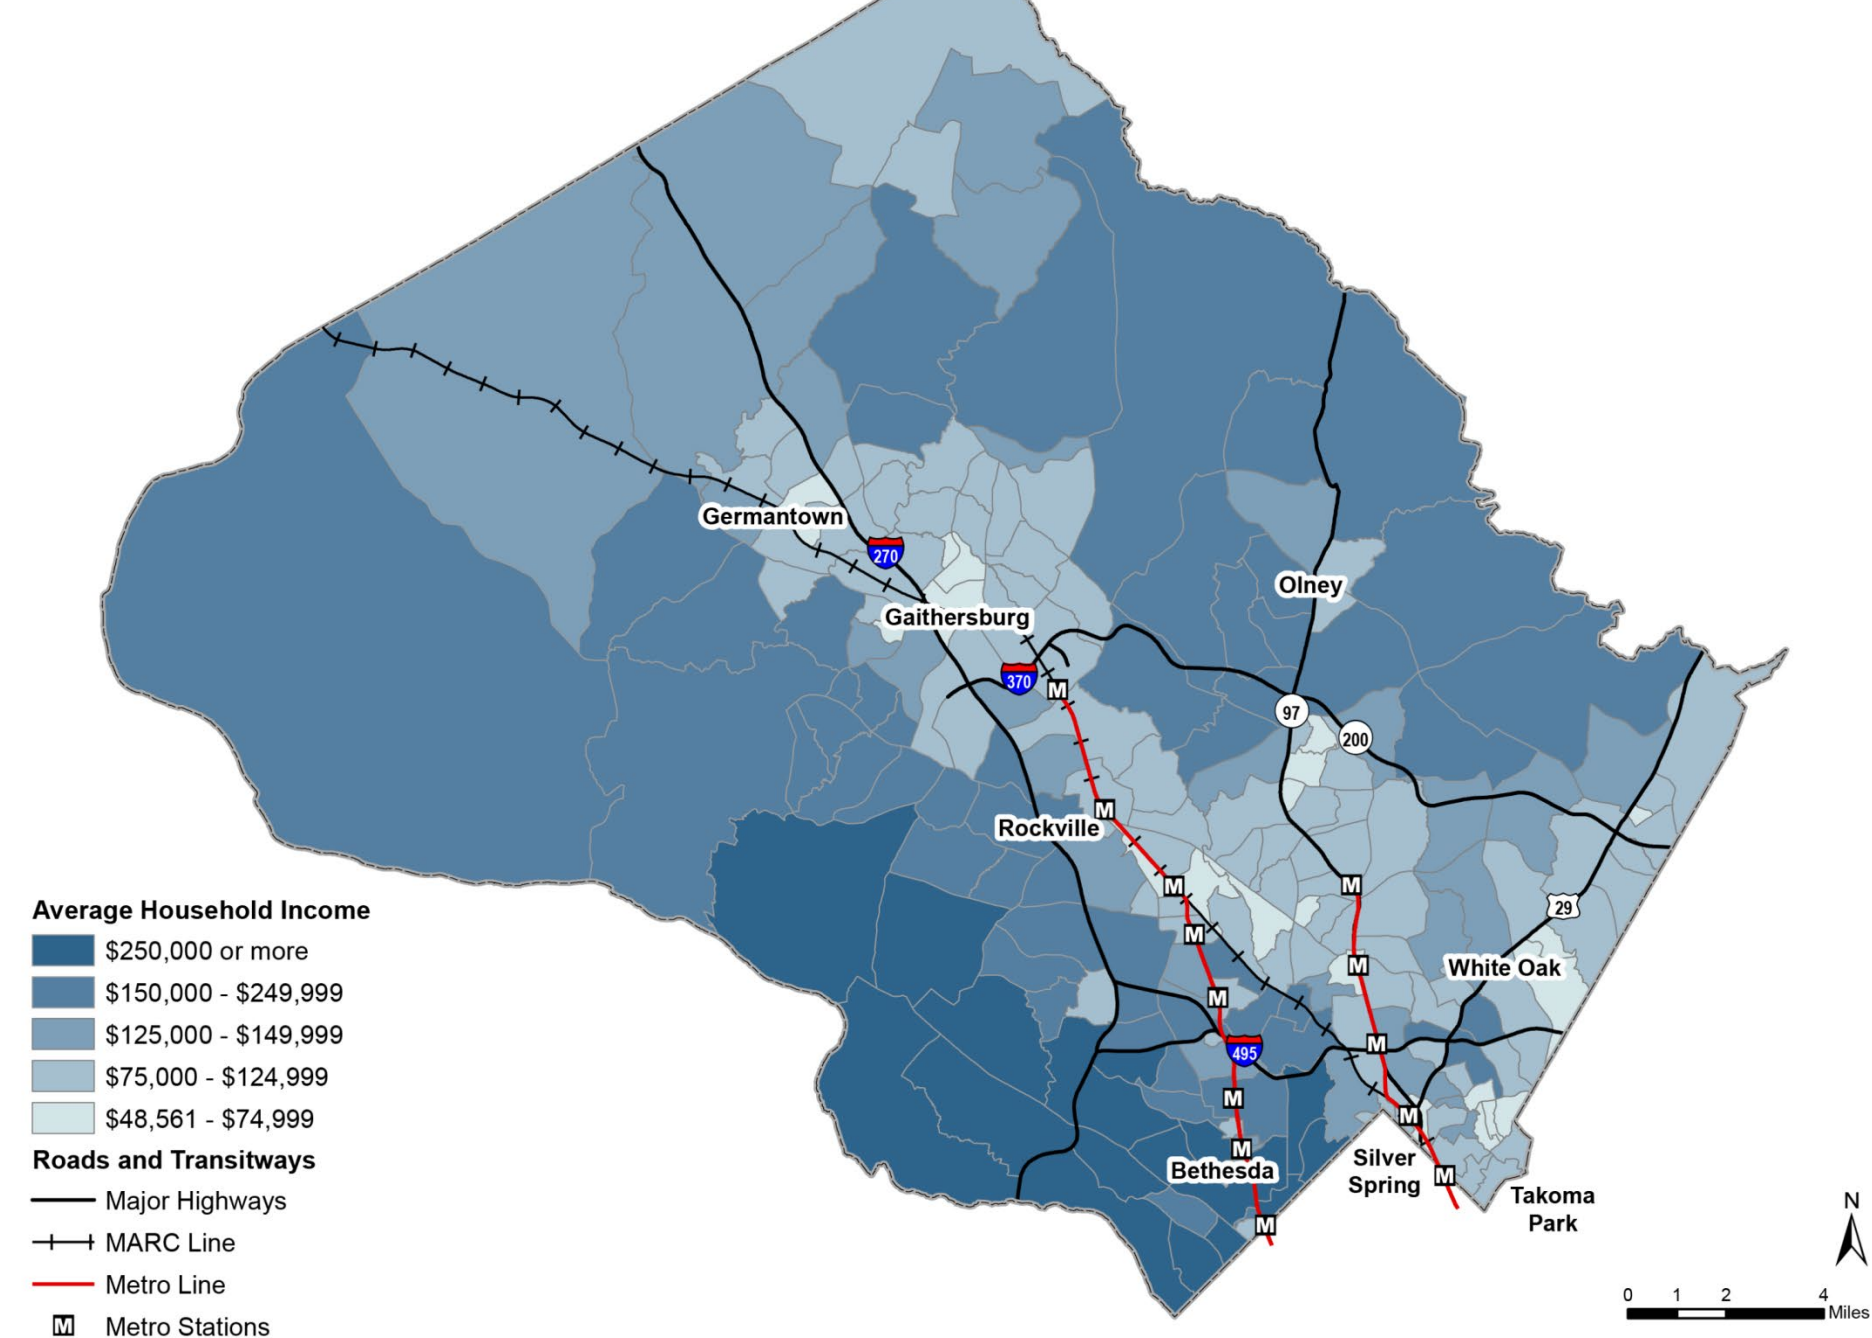 Germantown
270
Gaithersburg
Olney
370
M
97
200
M
Rockville
M
M
29
M
M
White Oak
M
M
495
M
M
M
Bethesda
Silver
Spring
M
Takoma
Park
M
Average Household Income
$250,000 or more
$150,000 - $249,999
$125,000 - $149,999
$75,000 - $124,999
$48,561 - $74,999
Roads and Transitways
Major Highways
MARC Line
Metro Line
M Metro Stations
N
0 1 2 4
Miles